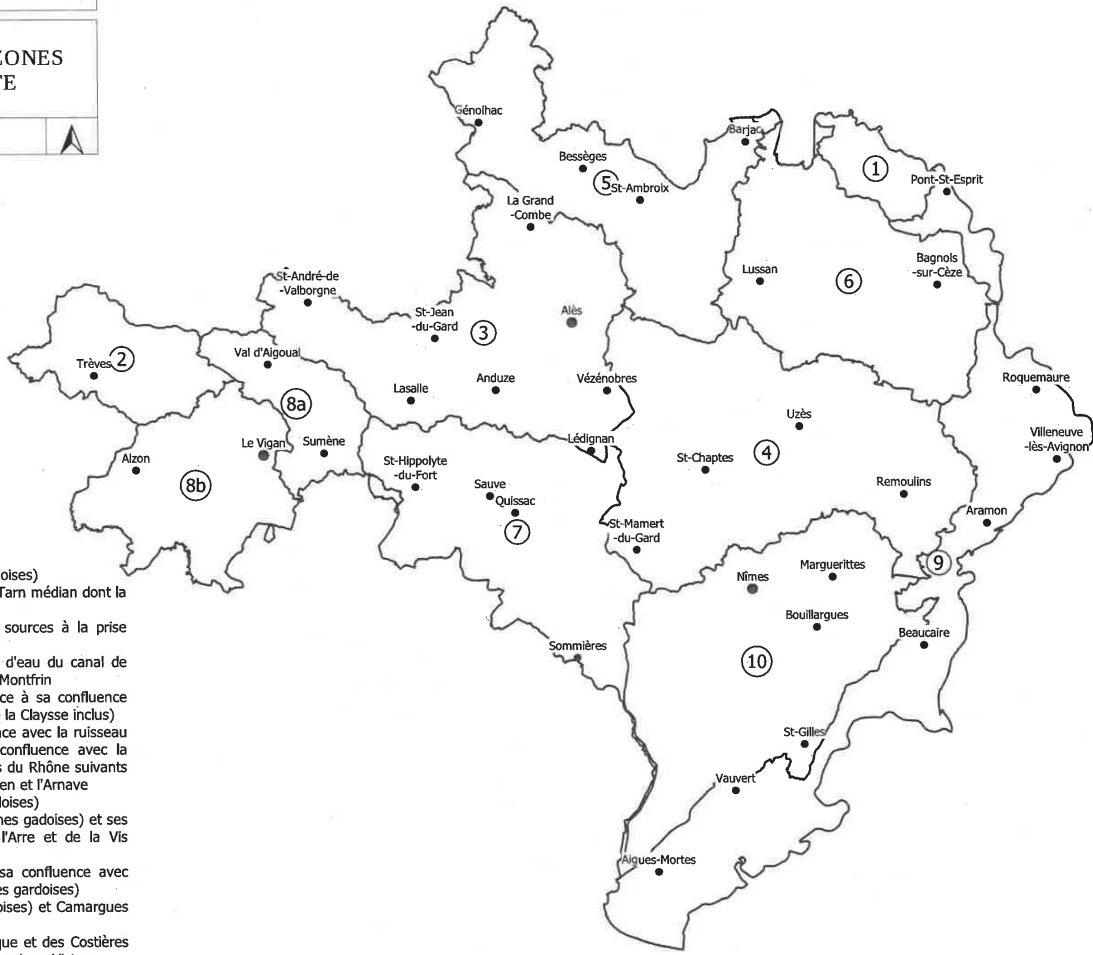 ZONES
TE
Génolhac
Barjac
Bessèges
1
5
St-Ambroix
Pont-St-Esprit
La Grand
-Combe
Bagnols
-sur-Cèze
Lussan
6
St-André-de
-Valborgne
St-Jean
-du-Gard
3
Alès
Val d'Aigoual
Trèves
2
Roquemaure
Lasalle
Anduze
Vézénobres
8a
Uzès
Villeneuve
-lès-Avignon
Lédignan
Le Vigan
Sumène
Alzon
St-Hippolyte
-du-Fort
St-Chaptes
4
8b
Sauve
Quissac
Remoulins
7
St-Mamert
-du-Gard
Aramon
9
Nîmes
Marguerittes
Bouillargues
Beaucaire
Sommières
10
St-Gilles
Vauvert
Aigues-Mortes
oises)
Tarn médian dont la
sources à la prise
d'eau du canal de
Montfrin
ce à sa confluence
la Claysse inclus)
ce avec la ruisseau
confluence avec la
s du Rhône suivants
en et l'Arnave
doises)
nes gadoises) et ses
l'Arre et de la Vis
sa confluence avec
es gardoises)
oises) et Camargues
que et des Costières